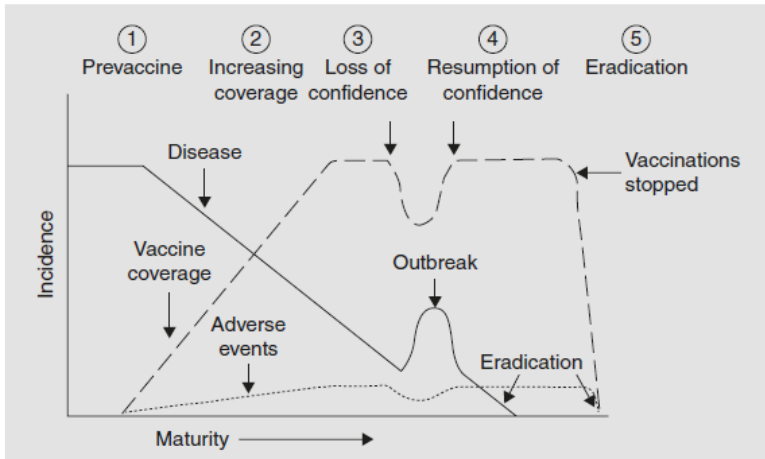 ① ② ③ ④ ⑤
Prevaccine Increasing Loss of Resumption of Eradication
coverage confidence confidence
Disease
Vaccinations
stopped
Vaccine
coverage
Outbreak
Adverse
events
Eradication
Incidence
Maturity